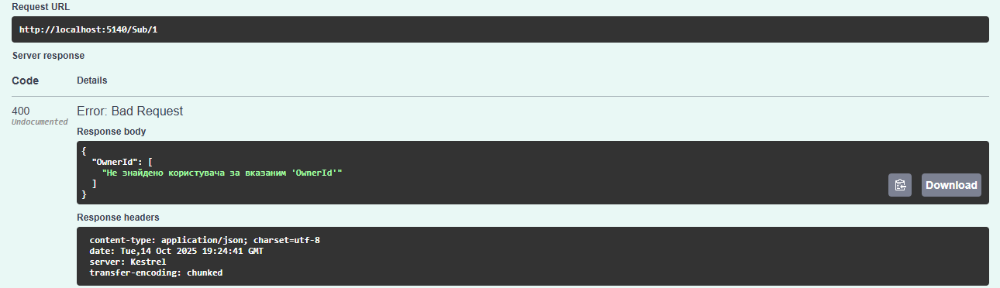 Request URL
http://localhost:5140/Sub/1
Server response
Code Details
400 Error: Bad Request
Undocumented
Response body
{
"OwnerId": [
"Не знайдено користувача за вказаним 'OwnerId'"
]
}
Download
Response headers
content-type: application/json; charset=utf-8
date: Tue,14 Oct 2025 19:24:41 GMT
server: Kestrel
transfer-encoding: chunked